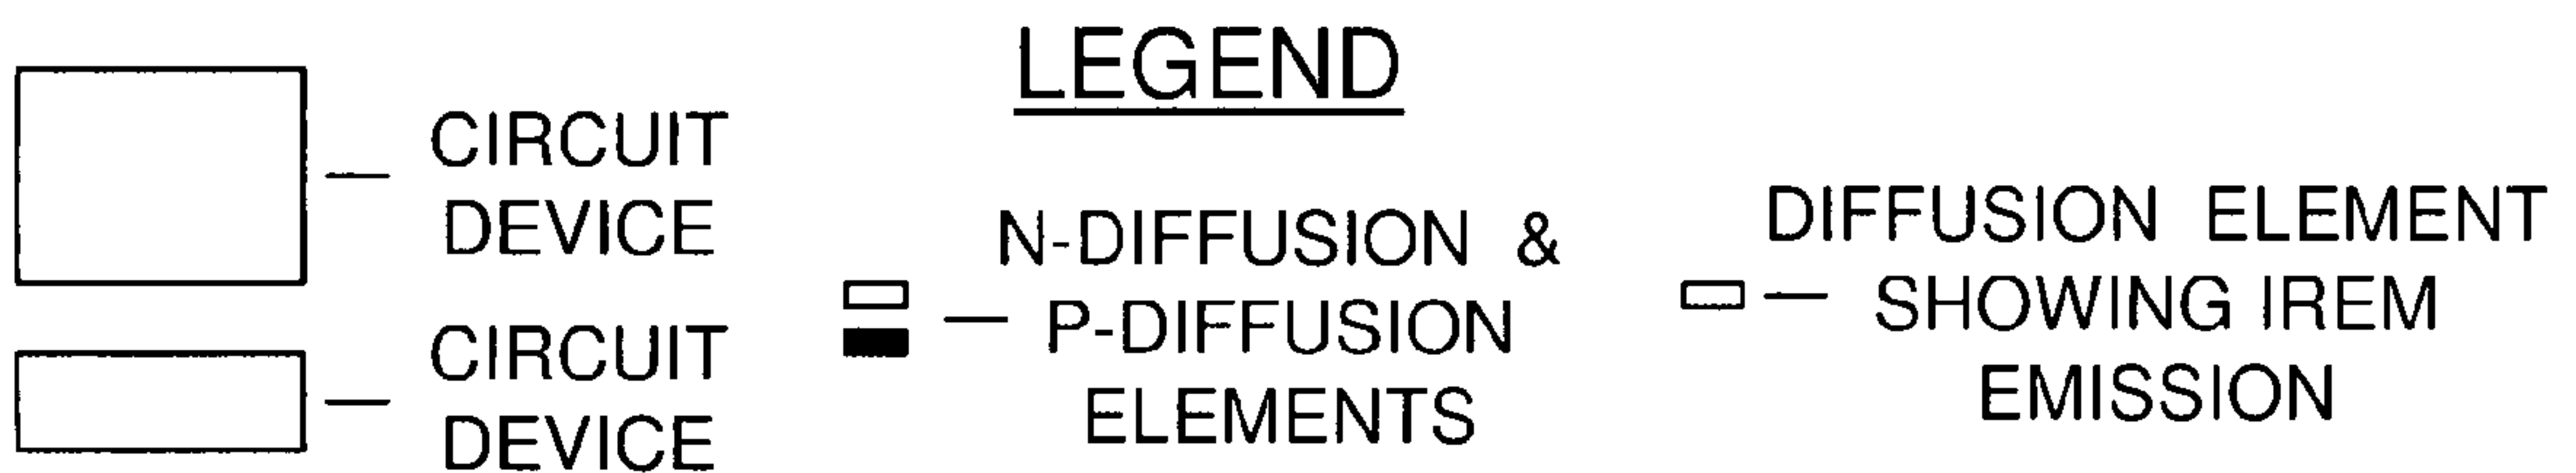 LEGEND
CIRCUIT
DEVICE
CIRCUIT
DEVICE
N-DIFFUSION &
P-DIFFUSION
ELEMENTS
DIFFUSION ELEMENT
SHOWING IREM
EMISSION